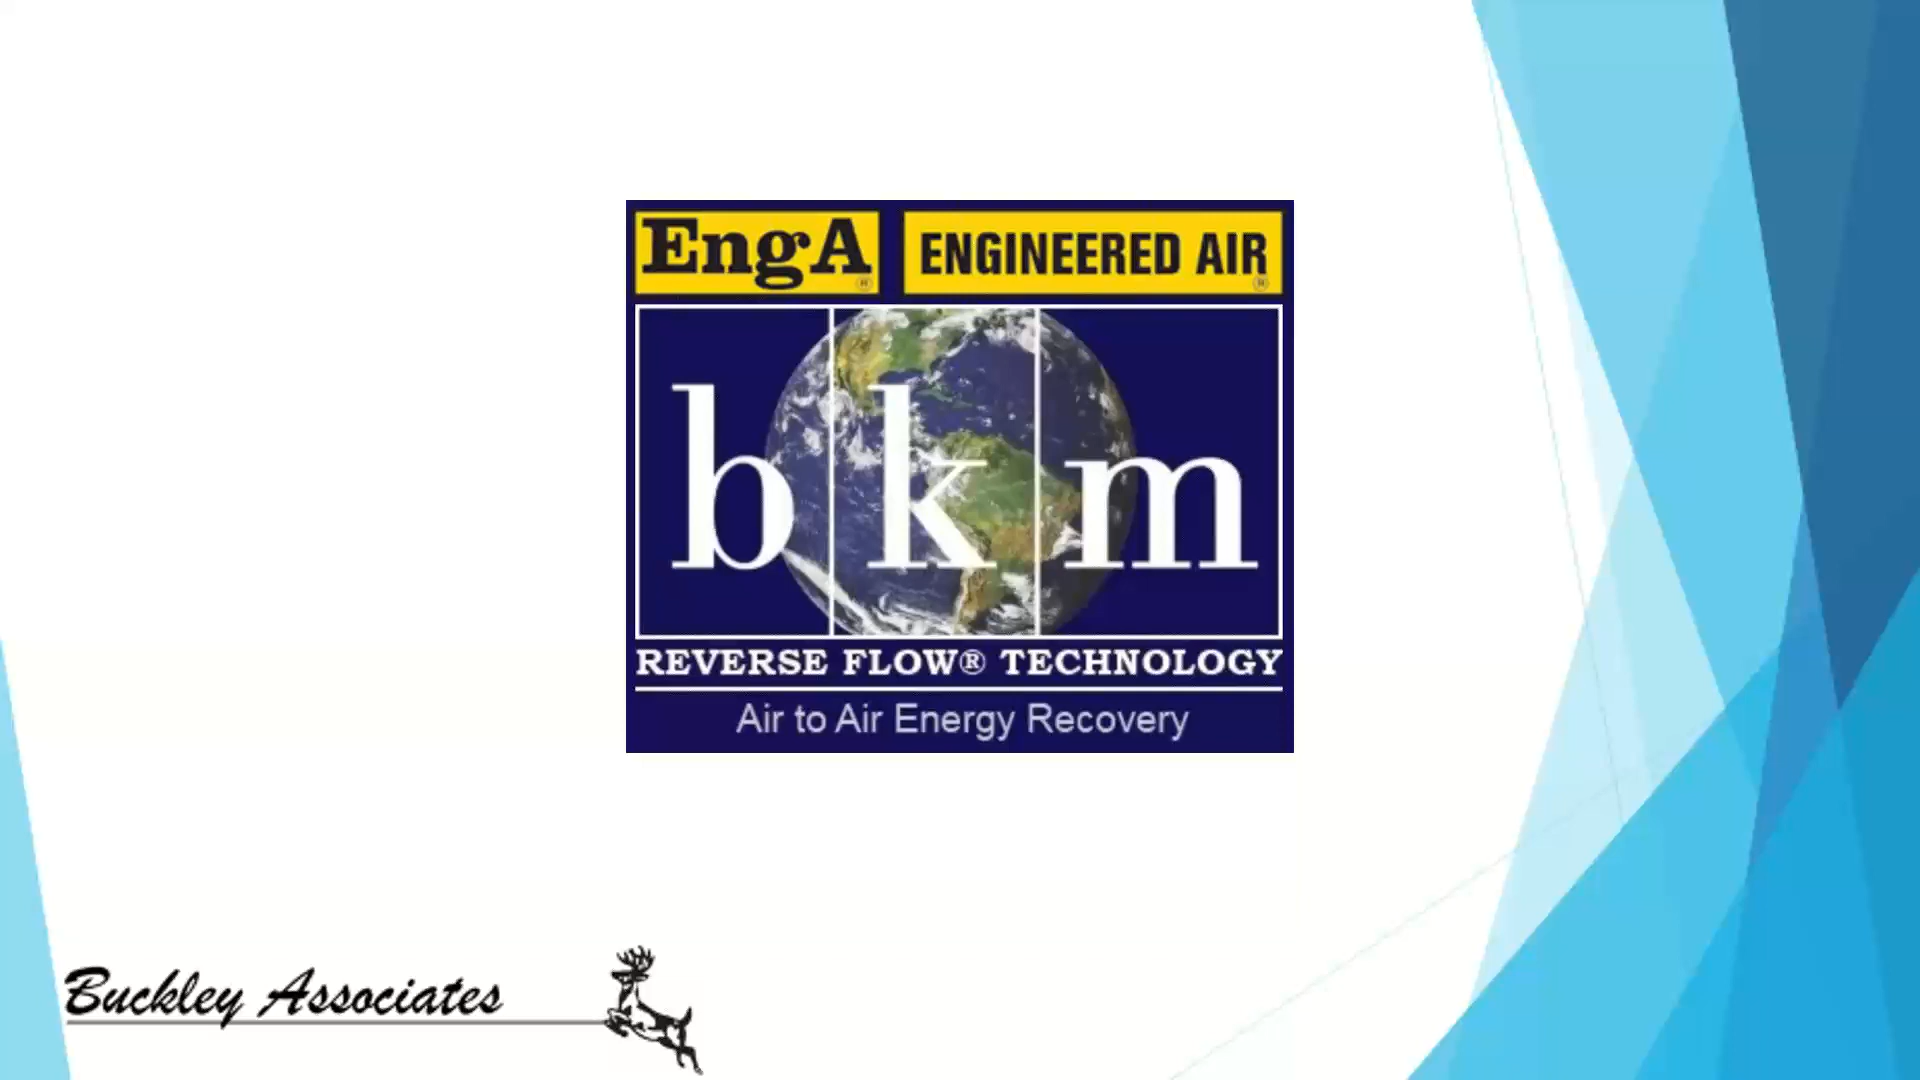 EngA® ENGINEERED AIR®
b k m
REVERSE FLOW® TECHNOLOGY
Air to Air Energy Recovery
Buckley Associates